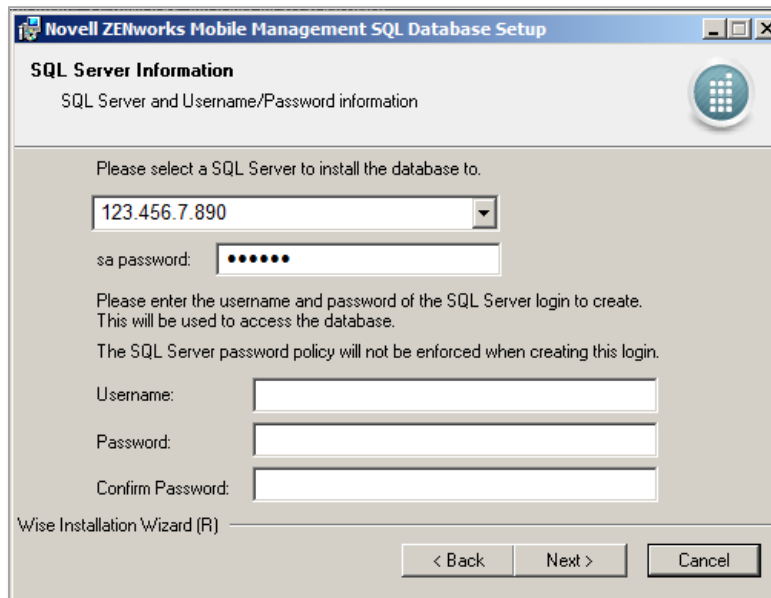 Novell ZENworks Mobile Management SQL Database Setup
SQL Server Information
SQL Server and Username/Password information
Please select a SQL Server to install the database to.
123.456.7.890
sa password: ••••••
Please enter the username and password of the SQL Server login to create.
This will be used to access the database.
The SQL Server password policy will not be enforced when creating this login.
Username:
Password:
Confirm Password:
Wise Installation Wizard (R)
< Back Next > Cancel